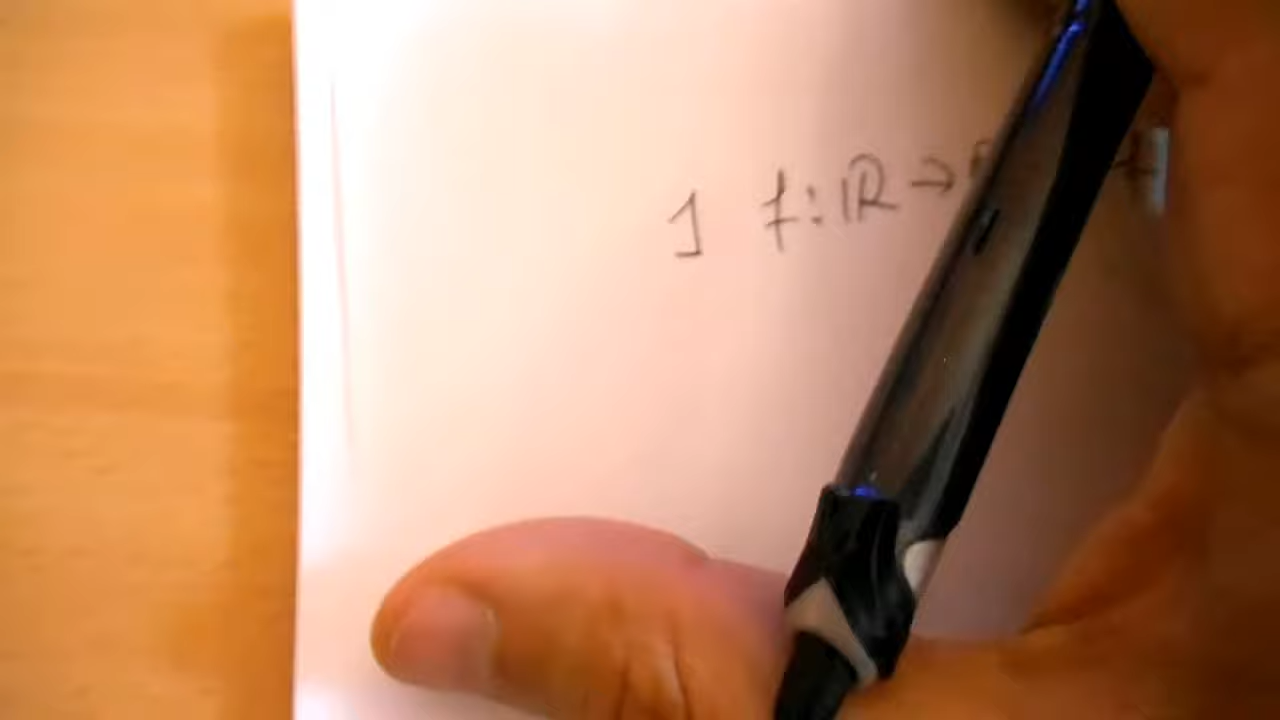 1 f: ℝ →